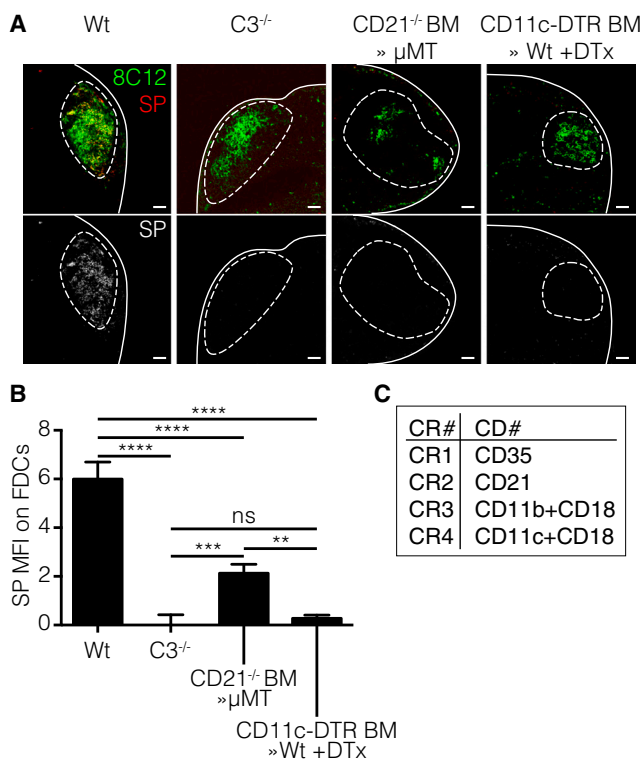 A
Wt
C3-/-
CD21-/- BM
» µMT
CD11c-DTR BM
» Wt +DTx
8C12
SP
SP
B
SP MFI on FDCs
8
6
4
2
0
****
****
****
ns
***
**
Wt
C3-/-
CD21-/- BM
»µMT
CD11c-DTR BM
»Wt +DTx
C
CR# CD#
CR1 CD35
CR2 CD21
CR3 CD11b+CD18
CR4 CD11c+CD18